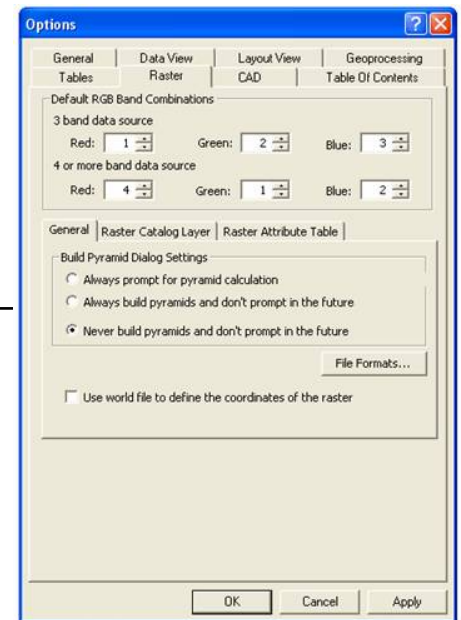 Options
General Data View Layout View Geoprocessing
Tables Raster CAD Table Of Contents
Default RGB Band Combinations
3 band data source
Red: 1 Green: 2 Blue: 3
4 or more band data source
Red: 4 Green: 1 Blue: 2
General Raster Catalog Layer Raster Attribute Table
Build Pyramid Dialog Settings
Always prompt for pyramid calculation
Always build pyramids and don't prompt in the future
Never build pyramids and don't prompt in the future
File Formats...
Use world file to define the coordinates of the raster
OK Cancel Apply